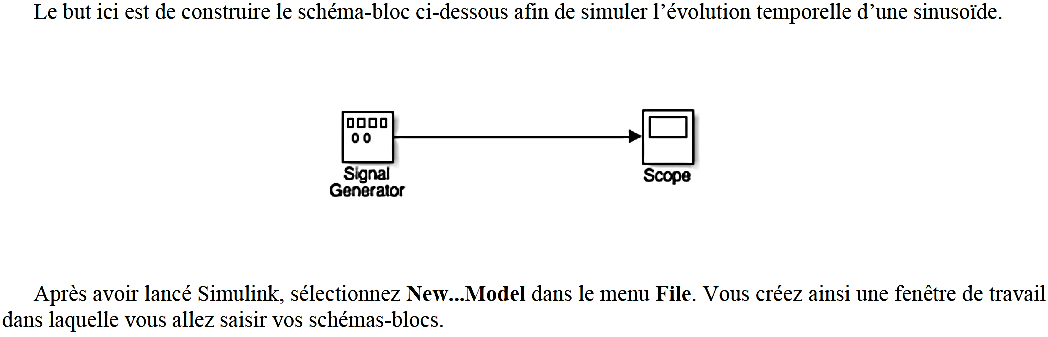 Le but ici est de construire le schéma-bloc ci-dessous afin de simuler l’évolution temporelle d’une sinusoïde.
Signal
Generator
Scope
Après avoir lancé Simulink, sélectionnez New...Model dans le menu File. Vous créez ainsi une fenêtre de travail
dans laquelle vous allez saisir vos schémas-blocs.